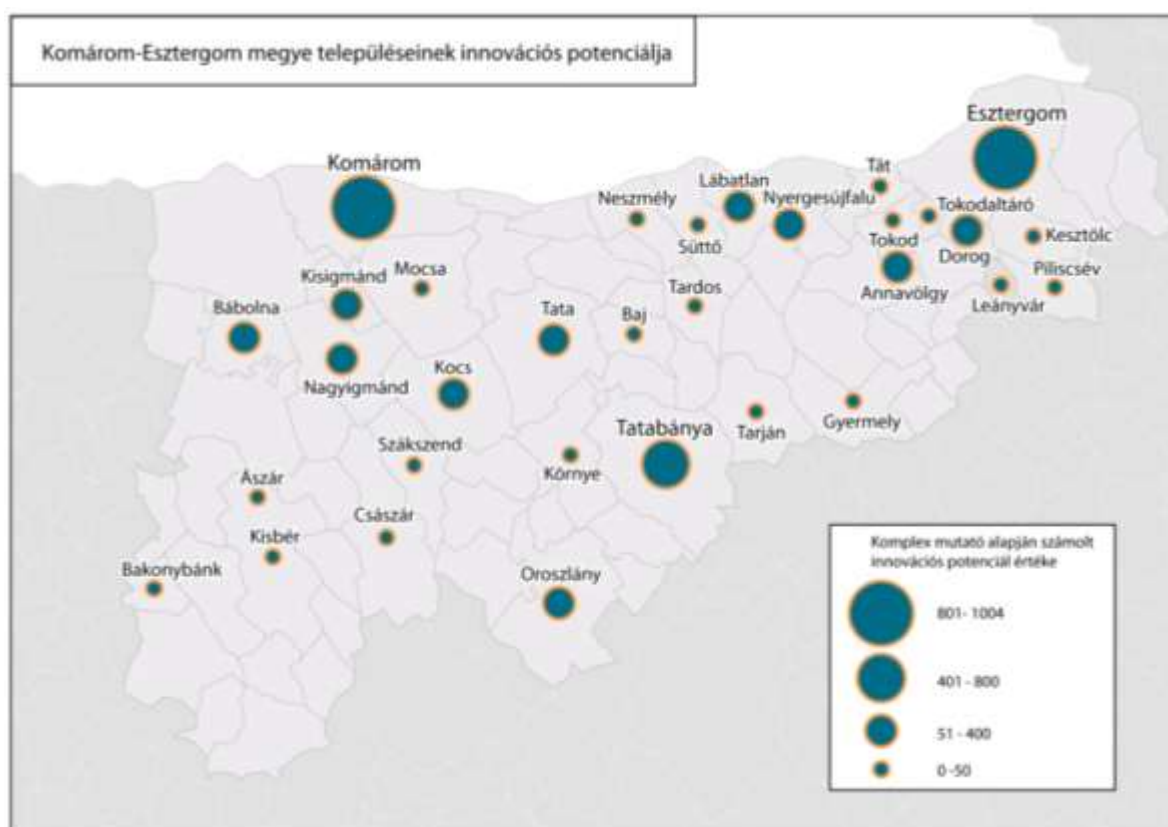 Komárom-Esztergom megye településeinek innovációs potenciálja
Esztergom
Komárom
Tát
Lábatlan
Neszmély
Nyergesújfalu
Tokodaltáró
Süttő
Tokod
Kesztölc
Dorog
Mocsa
Kisigmánd
Piliscsév
Annavölgy
Leányvár
Tardos
Bábolna
Tata
Baj
Nagyigmánd
Kocs
Gyermely
Tarján
Tatabánya
Szákszend
Környe
Ászár
Császár
Kisbér
Bakonybánk
Oroszlány
Komplex mutató alapján számolt
innovációs potenciál értéke
801- 1004
401 - 800
51 - 400
0 -50